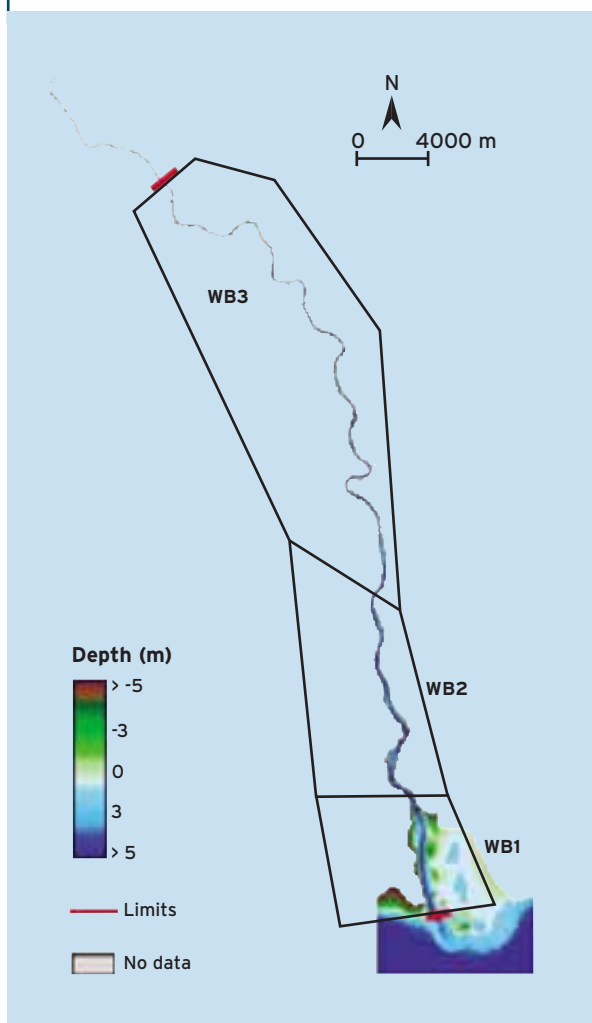 N
0 4000 m
WB3
Depth (m)
> -5
-3
0
3
> 5
WB2
WB1
Limits
No data